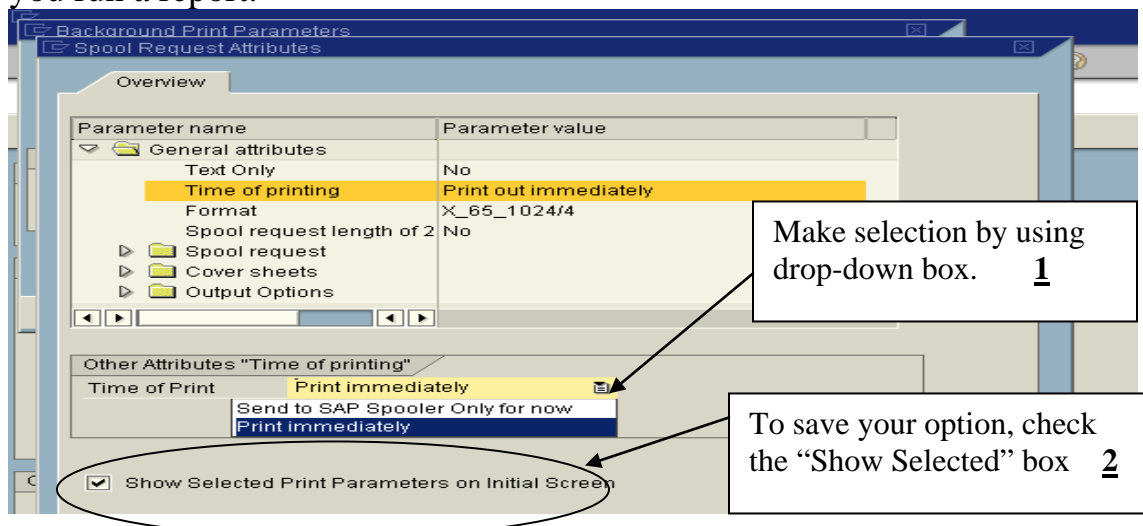 you run a report.
Background Print Parameters
Spool Request Attributes
Overview
Parameter name Parameter value
General attributes
Text Only No
Time of printing Print out immediately
Format X_65_1024/4
Spool request length of 2 No
Spool request
Cover sheets
Output Options
Make selection by using
drop-down box. 1
Other Attributes "Time of printing"
Time of Print Print immediately
Send to SAP Spooler Only for now
Print immediately
To save your option, check
the “Show Selected” box 2
Show Selected Print Parameters on Initial Screen